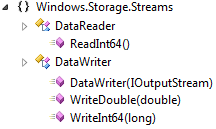 {} Windows.Storage.Streams
DataReader
ReadInt64()
DataWriter
DataWriter(IOutputStream)
WriteDouble(double)
WriteInt64(long)